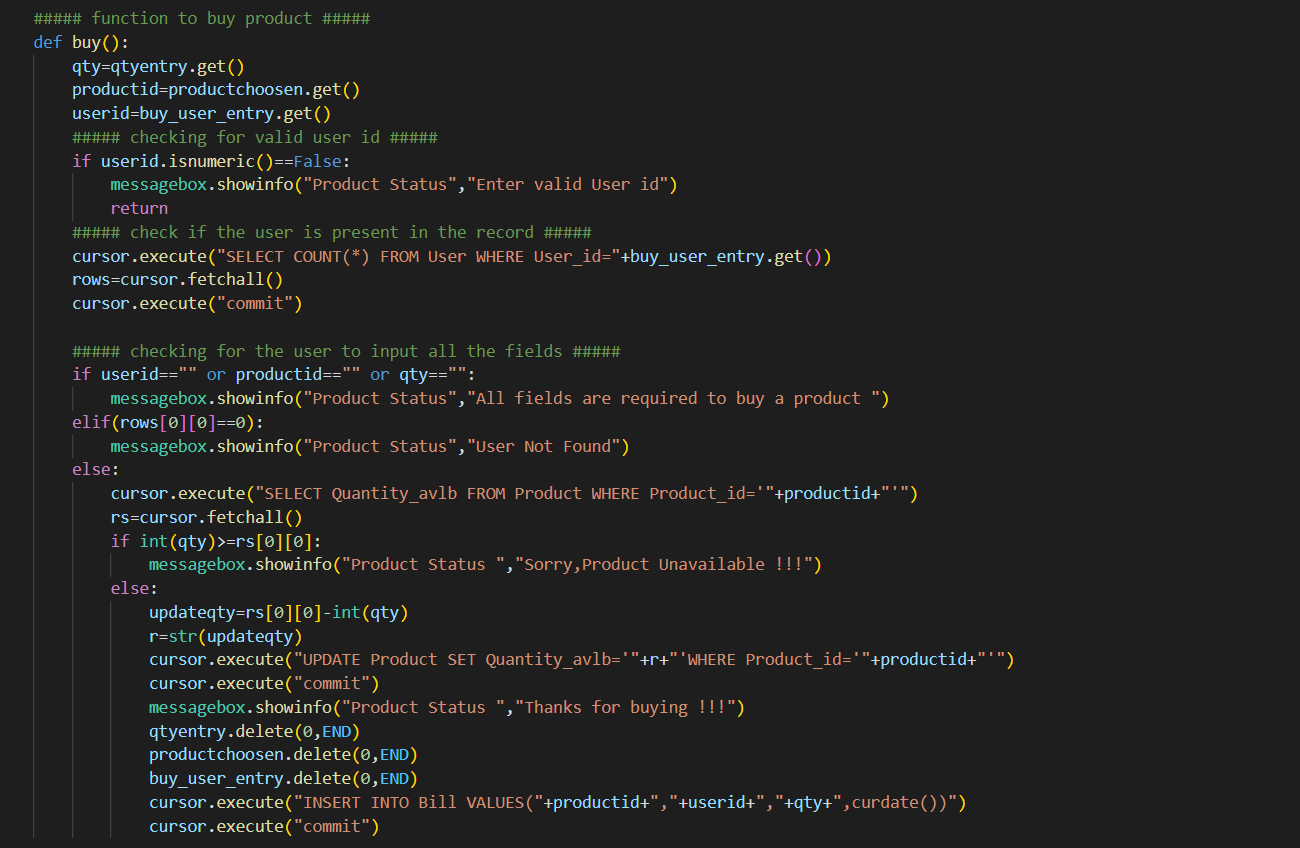 ##### function to buy product #####
def buy():
qty=qtyentry.get()
productid=productchoosen.get()
userid=buy_user_entry.get()
##### checking for valid user id #####
if userid.isnumeric()==False:
messagebox.showinfo("Product Status","Enter valid User id")
return
##### check if the user is present in the record #####
cursor.execute("SELECT COUNT(*) FROM User WHERE User_id="+buy_user_entry.get())
rows=cursor.fetchall()
cursor.execute("commit")
##### checking for the user to input all the fields #####
if userid=="" or productid=="" or qty=="":
messagebox.showinfo("Product Status","All fields are required to buy a product ")
elif(rows[0][0]==0):
messagebox.showinfo("Product Status","User Not Found")
else:
cursor.execute("SELECT Quantity_avlb FROM Product WHERE Product_id='"+productid+"'")
rs=cursor.fetchall()
if int(qty)>=rs[0][0]:
messagebox.showinfo("Product Status ","Sorry,Product Unavailable !!!")
else:
updateqty=rs[0][0]-int(qty)
r=str(updateqty)
cursor.execute("UPDATE Product SET Quantity_avlb='"+r+"'WHERE Product_id='"+productid+"'")
cursor.execute("commit")
messagebox.showinfo("Product Status ","Thanks for buying !!!")
qtyentry.delete(0,END)
productchoosen.delete(0,END)
buy_user_entry.delete(0,END)
cursor.execute("INSERT INTO Bill VALUES("+productid+","+userid+","+qty+",curdate())")
cursor.execute("commit")